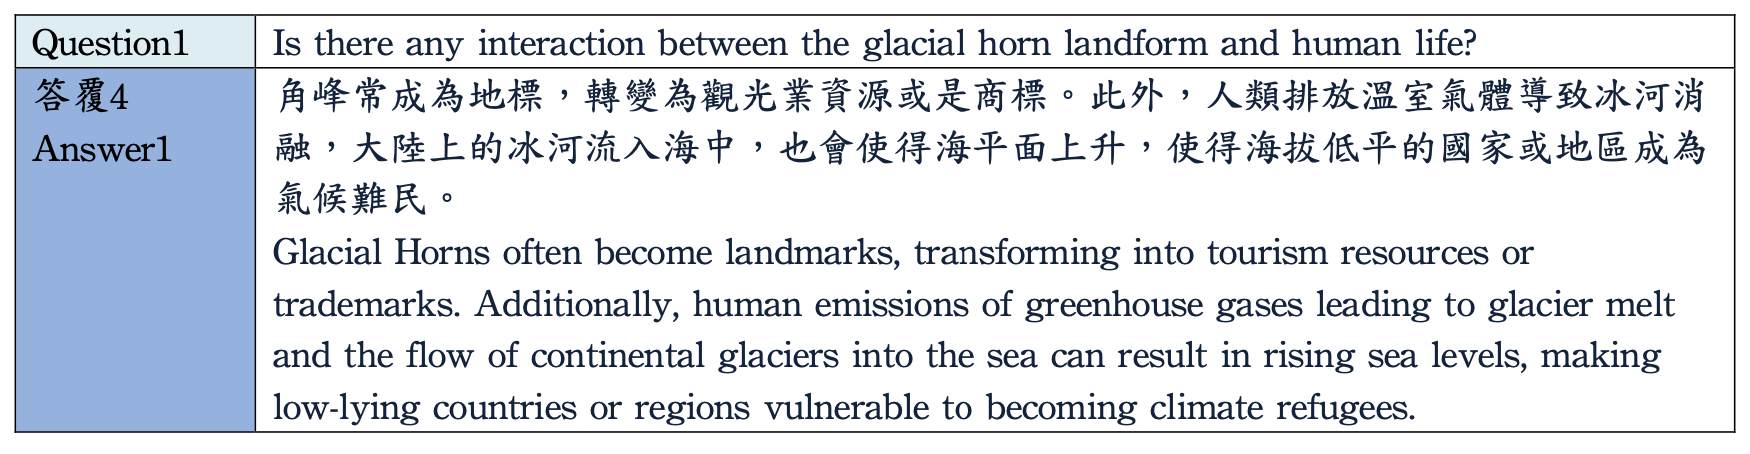 Question1
Is there any interaction between the glacial horn landform and human life?
答覆4
Answer1
角峰常成為地標，轉變為觀光業資源或是商標。此外，人類排放溫室氣體導致冰河消
融，大陸上的冰河流入海中，也會使得海平面上升，使得海拔低平的國家或地區成為
氣候難民。
Glacial Horns often become landmarks, transforming into tourism resources or
trademarks. Additionally, human emissions of greenhouse gases leading to glacier melt
and the flow of continental glaciers into the sea can result in rising sea levels, making
low-lying countries or regions vulnerable to becoming climate refugees.